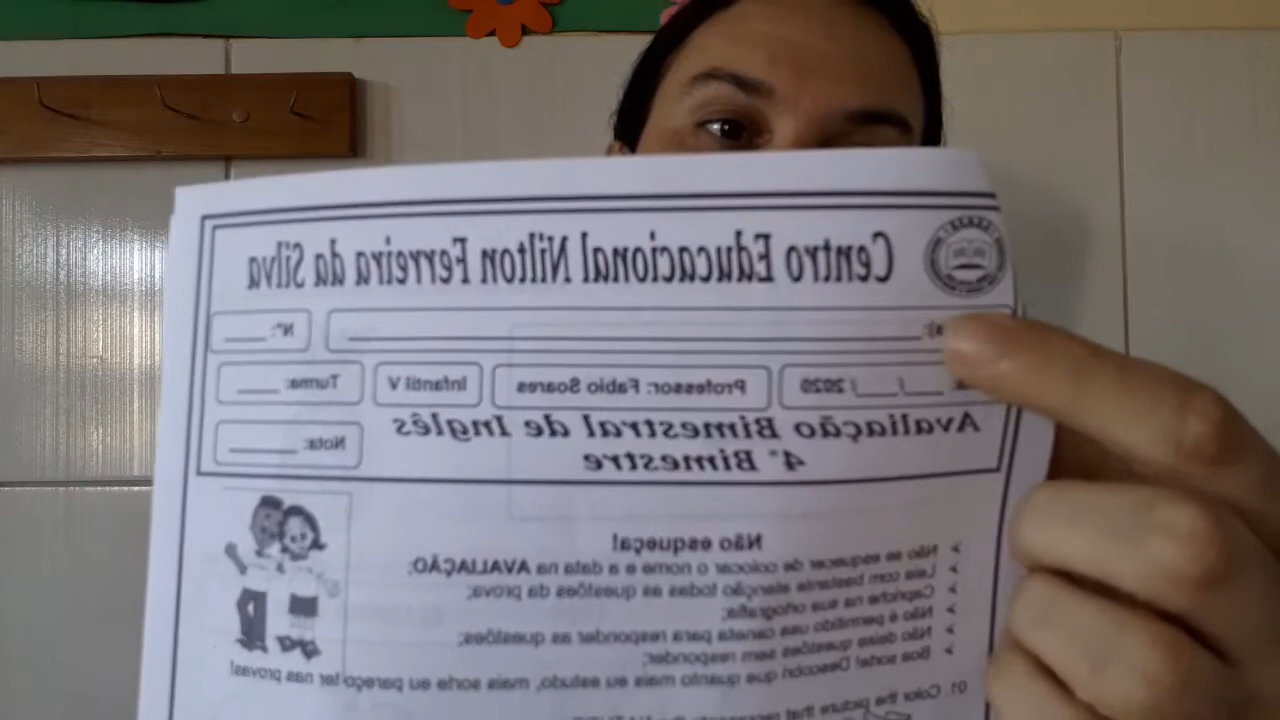 Centro Educacional Nilton Ferreira da Silva
a): Nº:
/ / 2020 Professor: Fabio Soares Infantil V Turma:
Avaliação Bimestral de Inglês
4º Bimestre
Nota:
Não esqueça!
Não se esquecer de colocar o nome e a data na AVALIAÇÃO;
Leia com bastante atenção todas as questões da prova;
Capriche na sua ortografia;
Não é permitido usa caneta para responder as questões;
Não deixe questões sem responder;
Boa sorte! Descobri que quanto mais eu estudo, mais sorte eu pareço ter nas provas!
01. Color the picture that